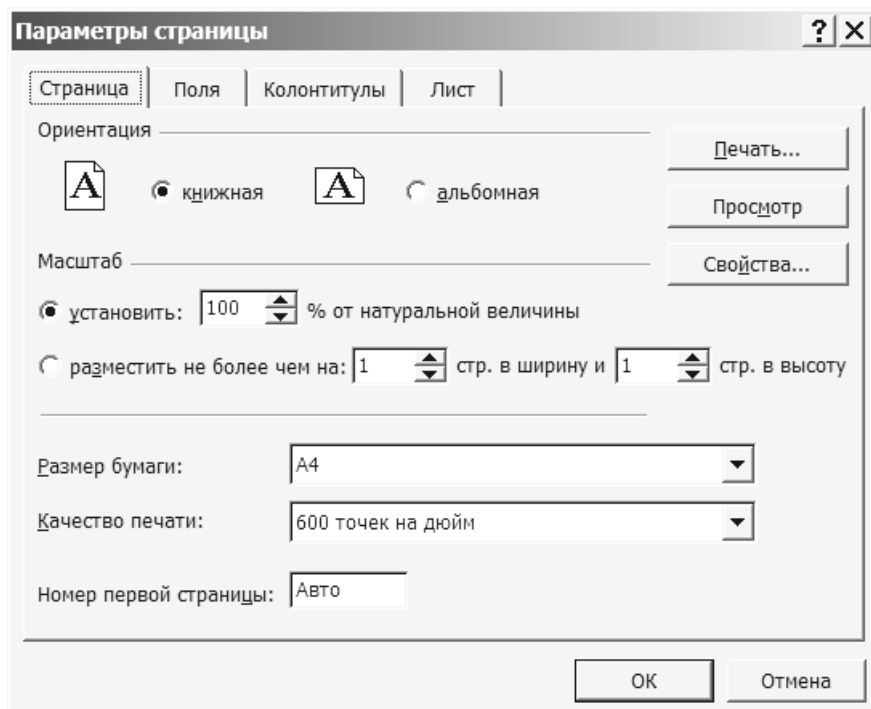 Параметры страницы
Страница Поля Колонтитулы Лист
Ориентация
Печать...
A книжная A альбомная
Просмотр
Масштаб
Свойства...
установить: 100 % от натуральной величины
разместить не более чем на: 1 стр. в ширину и 1 стр. в высоту
Размер бумаги: A4
Качество печати: 600 точек на дюйм
Номер первой страницы: Авто
ОК Отмена